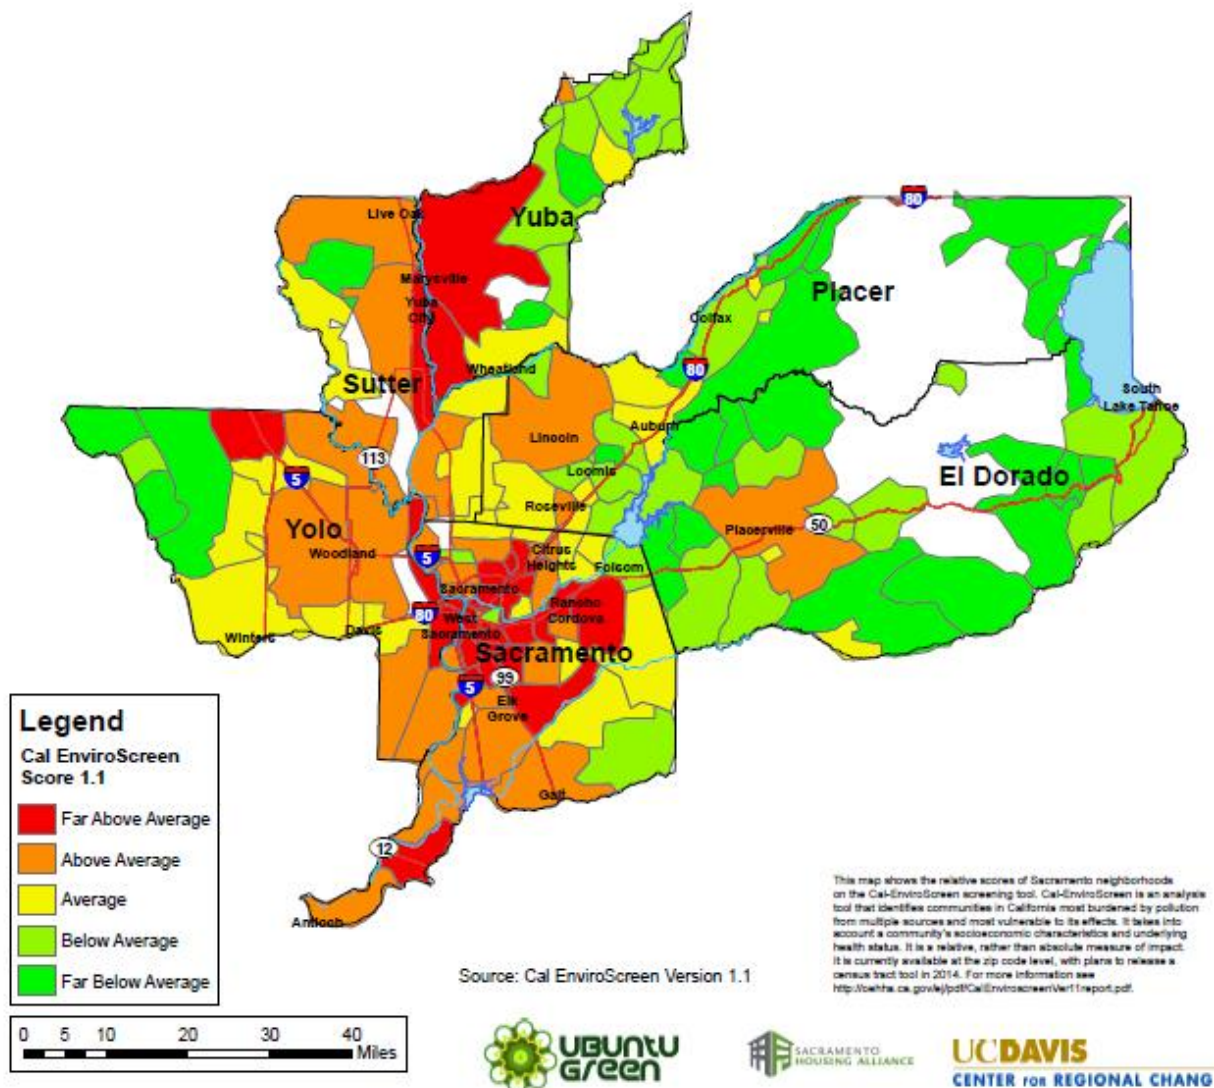 80
Live Oak
Yuba
Marysville
Yuba
City
Placer
Colfax
80
Wheatland
Sutter
South
Lake Tahoe
Auburn
Lincoln
113
Loomis
5
El Dorado
Roseville
Yolo
Placerville
50
Woodland
5
Citrus
Heights
Folsom
Sacramento
80
Rancho
Cordova
West
Sacramento
Winters
Davis
Sacramento
99
5
Elk
Grove
Galt
12
Antioch
Legend
Cal EnviroScreen
Score 1.1
Far Above Average
Above Average
Average
Below Average
Far Below Average
0 5 10 20 30 40
Miles
Source: Cal EnviroScreen Version 1.1
This map shows the relative scores of Sacramento neighborhoods
on the Cal-EnviroScreen screening tool. Cal-EnviroScreen is an analysis
tool that identifies communities in California most burdened by pollution
from multiple sources and most vulnerable to its effects. It takes into
account a community's socioeconomic characteristics and underlying
health status. It is a relative, rather than absolute measure of impact.
It is currently available at the zip code level, with plans to release a
census tract tool in 2014. For more information see
http://oehha.ca.gov/ej/pdf/CalEnviroscreenVer11report.pdf.
UBUNTU
GREEN
SACRAMENTO
HOUSING ALLIANCE
UCDAVIS
CENTER FOR REGIONAL CHANG